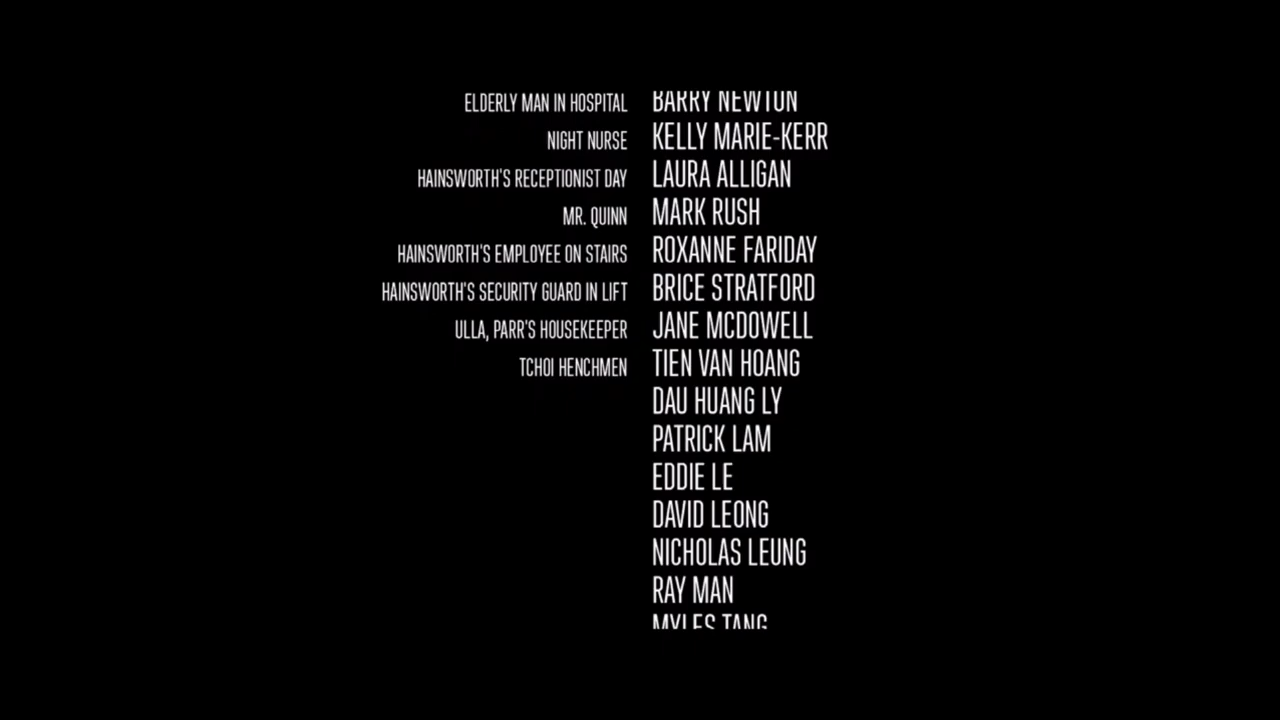 ELDERLY MAN IN HOSPITAL BARRY NEWTON
NIGHT NURSE KELLY MARIE-KERR
HAINSWORTH'S RECEPTIONIST DAY LAURA ALLIGAN
MR. QUINN MARK RUSH
HAINSWORTH'S EMPLOYEE ON STAIRS ROXANNE FARIDAY
HAINSWORTH'S SECURITY GUARD IN LIFT BRICE STRATFORD
ULLA, PARR'S HOUSEKEEPER JANE MCDOWELL
TCHOI HENCHMEN TIEN VAN HOANG
DAU HUANG LY
PATRICK LAM
EDDIE LE
DAVID LEONG
NICHOLAS LEUNG
RAY MAN
MYLES TANG